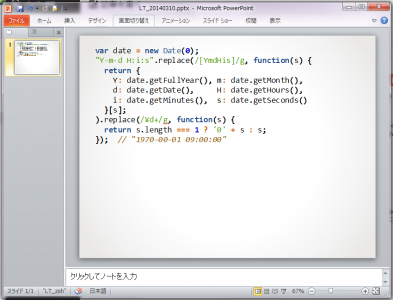 LT_20140310.pptx - Microsoft PowerPoint
ファイル ホーム 挿入 デザイン 画面切り替え アニメーション スライド ショー 校閲 表示
1
var date = new Date(0);
"Y-m-d H:i:s".replace(/[YmdHis]/g, function(s) {
return {
Y: date.getFullYear(), m: date.getMonth(),
d: date.getDate(), H: date.getHours(),
i: date.getMinutes(), s: date.getSeconds()
}[s];
}).replace(/¥d+/g, function(s) {
return s.length === 1 ? '0' + s : s;
}); // "1970-00-01 09:00:00"
クリックしてノートを入力
スライド 1/1 "LT_zsh" 日本語 67%